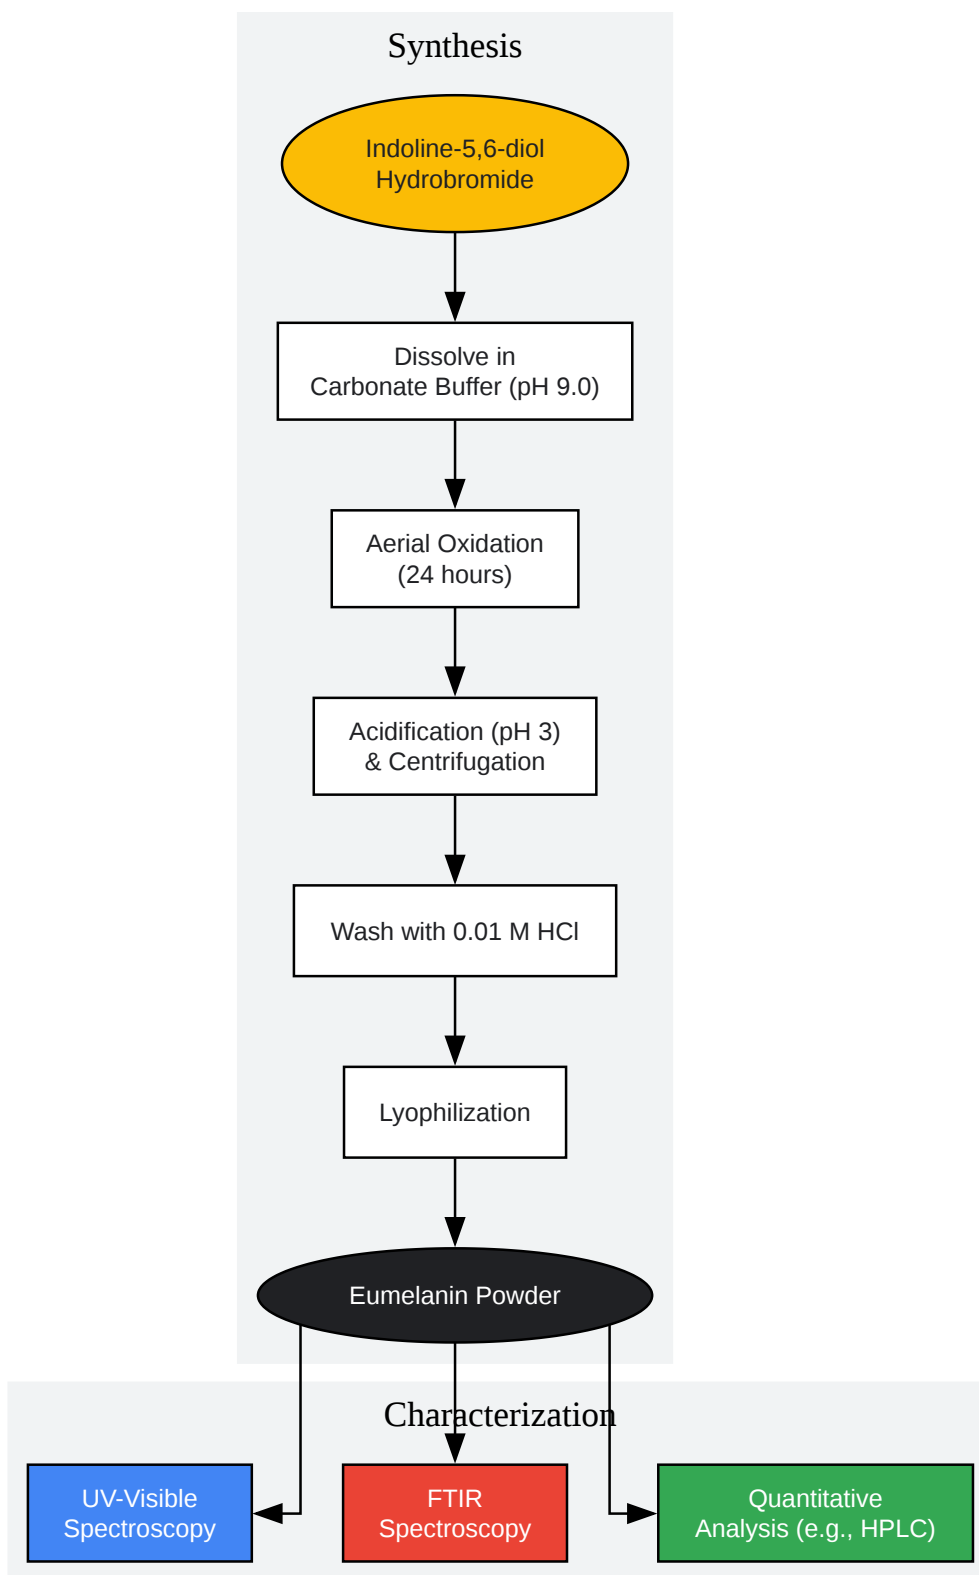 Synthesis
Indoline-5,6-diol
Hydrobromide
Dissolve in
Carbonate Buffer (pH 9.0)
Aerial Oxidation
(24 hours)
Acidification (pH 3)
& Centrifugation
Wash with 0.01 M HCl
Lyophilization
Eumelanin Powder
Characterization
UV-Visible
Spectroscopy
FTIR
Spectroscopy
Quantitative
Analysis (e.g., HPLC)